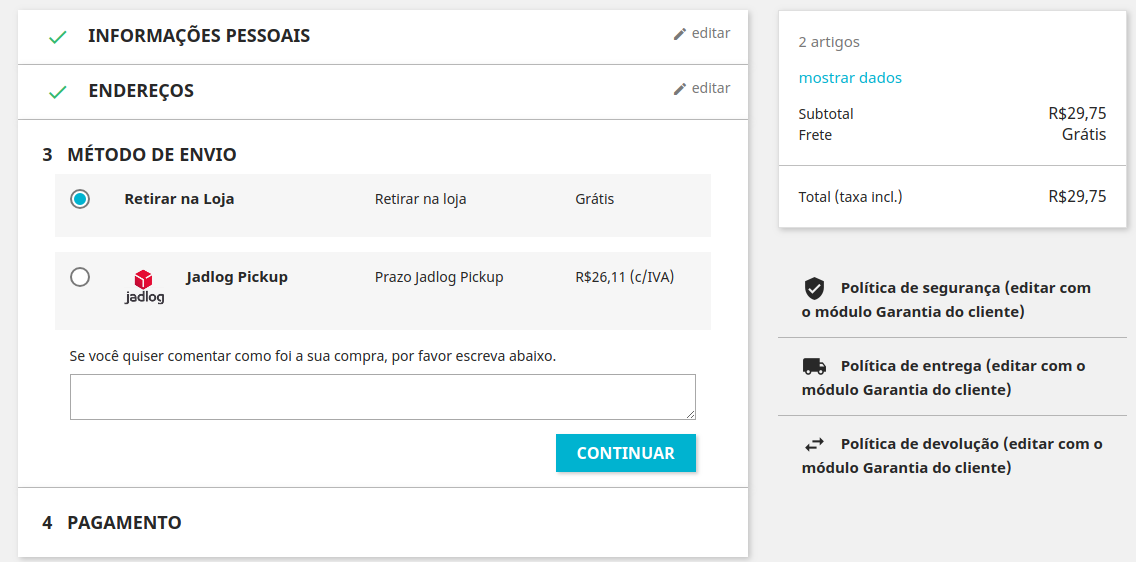 INFORMAÇÕES PESSOAIS
editar
ENDEREÇOS
editar
3 MÉTODO DE ENVIO
Retirar na Loja Retirar na loja Grátis
jadlog Jadlog Pickup Prazo Jadlog Pickup R$26,11 (c/IVA)
Se você quiser comentar como foi a sua compra, por favor escreva abaixo.
CONTINUAR
4 PAGAMENTO
2 artigos
mostrar dados
Subtotal R$29,75
Frete Grátis
Total (taxa incl.) R$29,75
Política de segurança (editar com
o módulo Garantia do cliente)
Política de entrega (editar com o
módulo Garantia do cliente)
Política de devolução (editar com o
módulo Garantia do cliente)